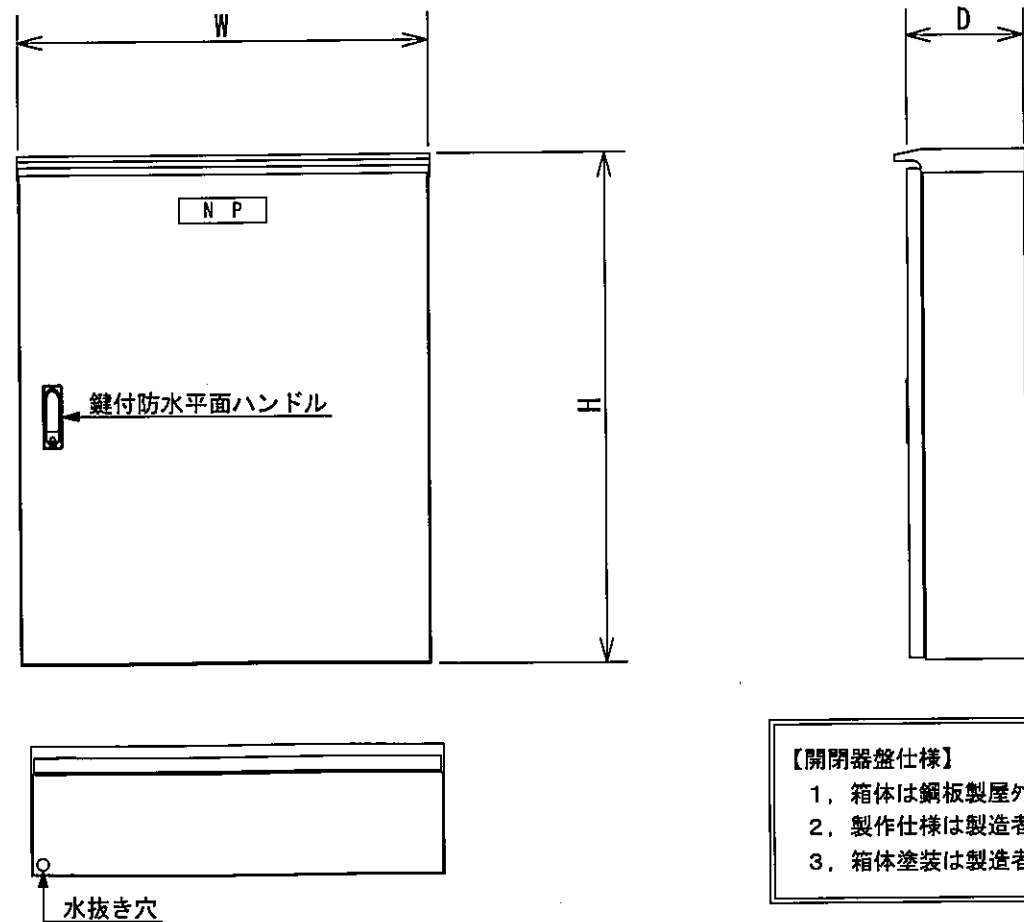 W
D
N P
鍵付防水平面ハンドル
H
水抜き穴
【開閉器盤仕様】
1, 箱体は鋼板製屋外
2, 製作仕様は製造者
3, 箱体塗装は製造者